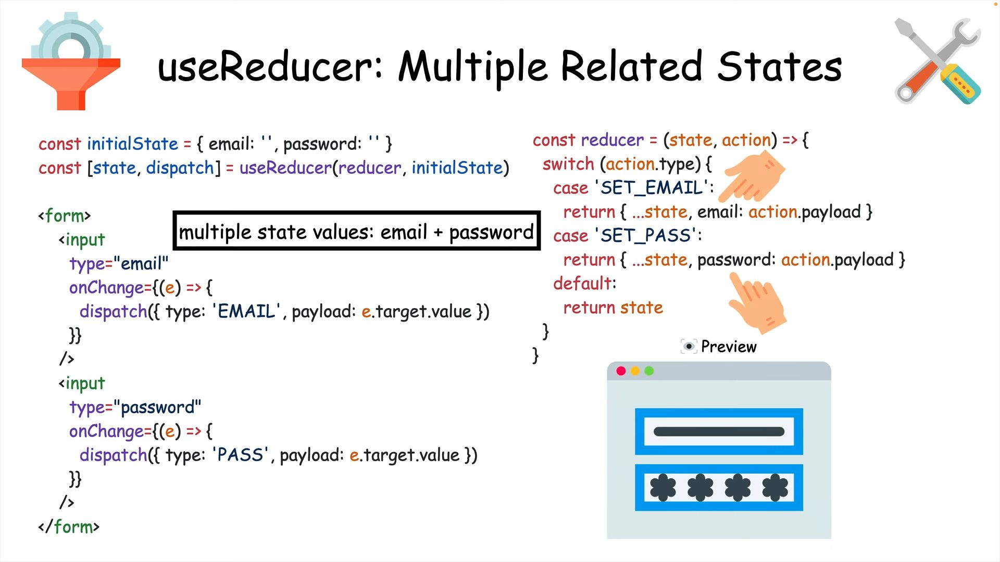 useReducer: Multiple Related States
const initialState = { email: '', password: '' }
const [state, dispatch] = useReducer(reducer, initialState)
<form>
<input
type="email"
onChange={(e) => {
dispatch({ type: 'EMAIL', payload: e.target.value })
}}
/>
<input
type="password"
onChange={(e) => {
dispatch({ type: 'PASS', payload: e.target.value })
}}
/>
</form>
multiple state values: email + password
const reducer = (state, action) => {
switch (action.type) {
case 'SET_EMAIL':
return { ...state, email: action.payload }
case 'SET_PASS':
return { ...state, password: action.payload }
default:
return state
}
}
Preview